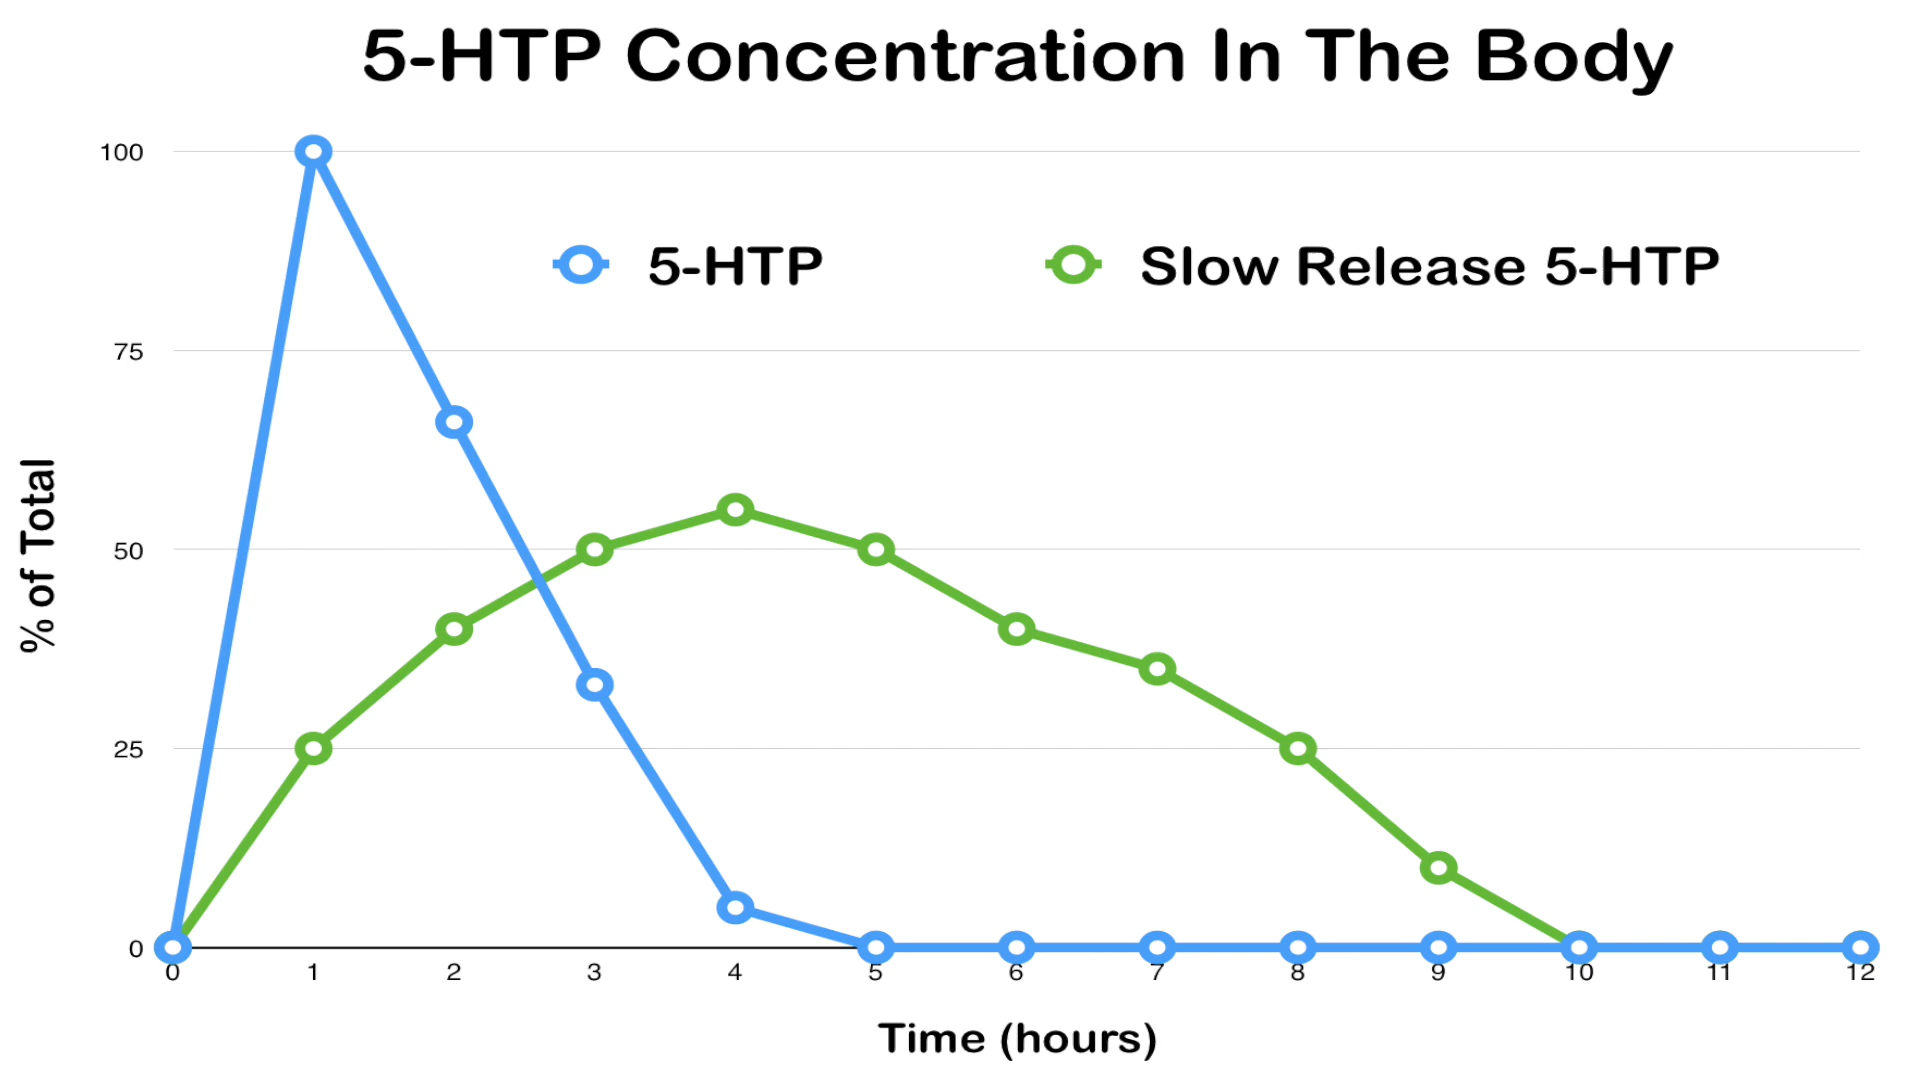 5-HTP Concentration In The Body
100
5-HTP
Slow Release 5-HTP
75
% of Total
50
25
0
0 1 2 3 4 5 6 7 8 9 10 11 12
Time (hours)